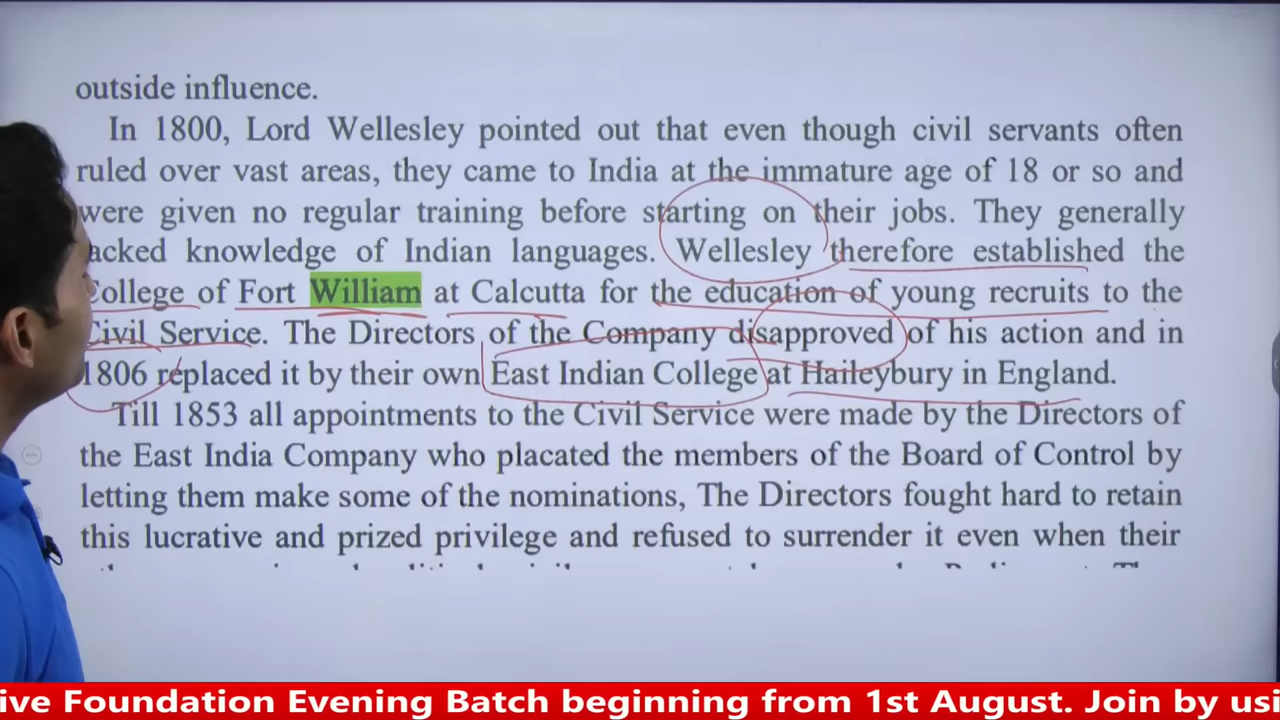 outside influence.
In 1800, Lord Wellesley pointed out that even though civil servants often
ruled over vast areas, they came to India at the immature age of 18 or so and
were given no regular training before starting on their jobs. They generally
acked knowledge of Indian languages. Wellesley therefore established the
College of Fort William at Calcutta for the education of young recruits to the
Civil Service. The Directors of the Company disapproved of his action and in
1806 replaced it by their own East Indian College at Haileybury in England.
Till 1853 all appointments to the Civil Service were made by the Directors of
the East India Company who placated the members of the Board of Control by
letting them make some of the nominations, The Directors fought hard to retain
this lucrative and prized privilege and refused to surrender it even when their
ive Foundation Evening Batch beginning from 1st August. Join by usi